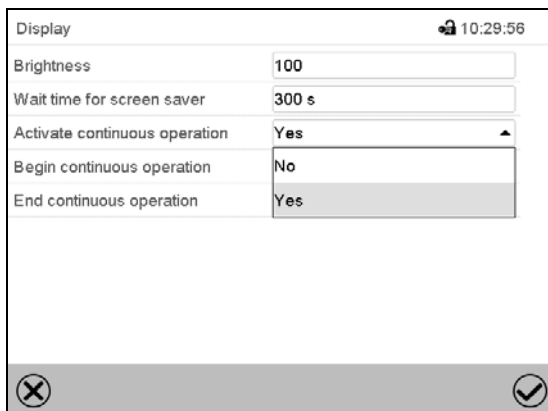 Display 10:29:56
Brightness 100
Wait time for screen saver 300 s
Activate continuous operation Yes
Begin continuous operation No
End continuous operation Yes